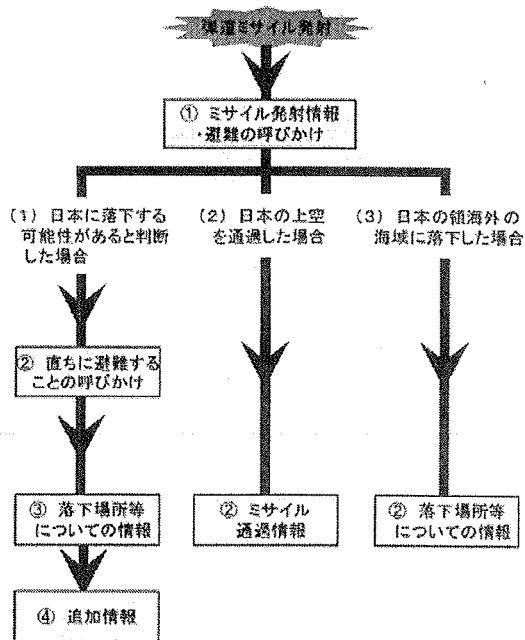 弾道ミサイル発射
① ミサイル発射情報
・避難の呼びかけ
(1) 日本に落下する
可能性があると判断
した場合
(2) 日本の上空
を通過した場合
(3) 日本の領海外の
海域に落下した場合
② 直ちに避難する
ことの呼びかけ
③ 落下場所等
についての情報
② ミサイル
通過情報
② 落下場所等
についての情報
④ 追加情報